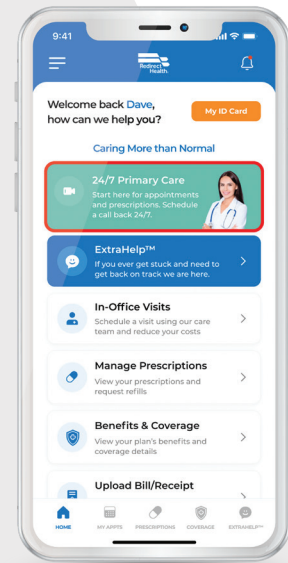 9:41
Redirect
Health.
Welcome back Dave,
how can we help you?
My ID Card
Caring More than Normal
24/7 Primary Care
Start here for appointments
and prescriptions. Schedule
a call back 24/7.
ExtraHelp™
If you ever get stuck and need to
get back on track we are here.
In-Office Visits
Schedule a visit using our care
team and reduce your costs
Manage Prescriptions
View your prescriptions and
request refills
Benefits & Coverage
View your plan's benefits and
coverage details
Upload Bill/Receipt
HOME
MY APPTS
PRESCRIPTIONS
COVERAGE
EXTRAHELP™